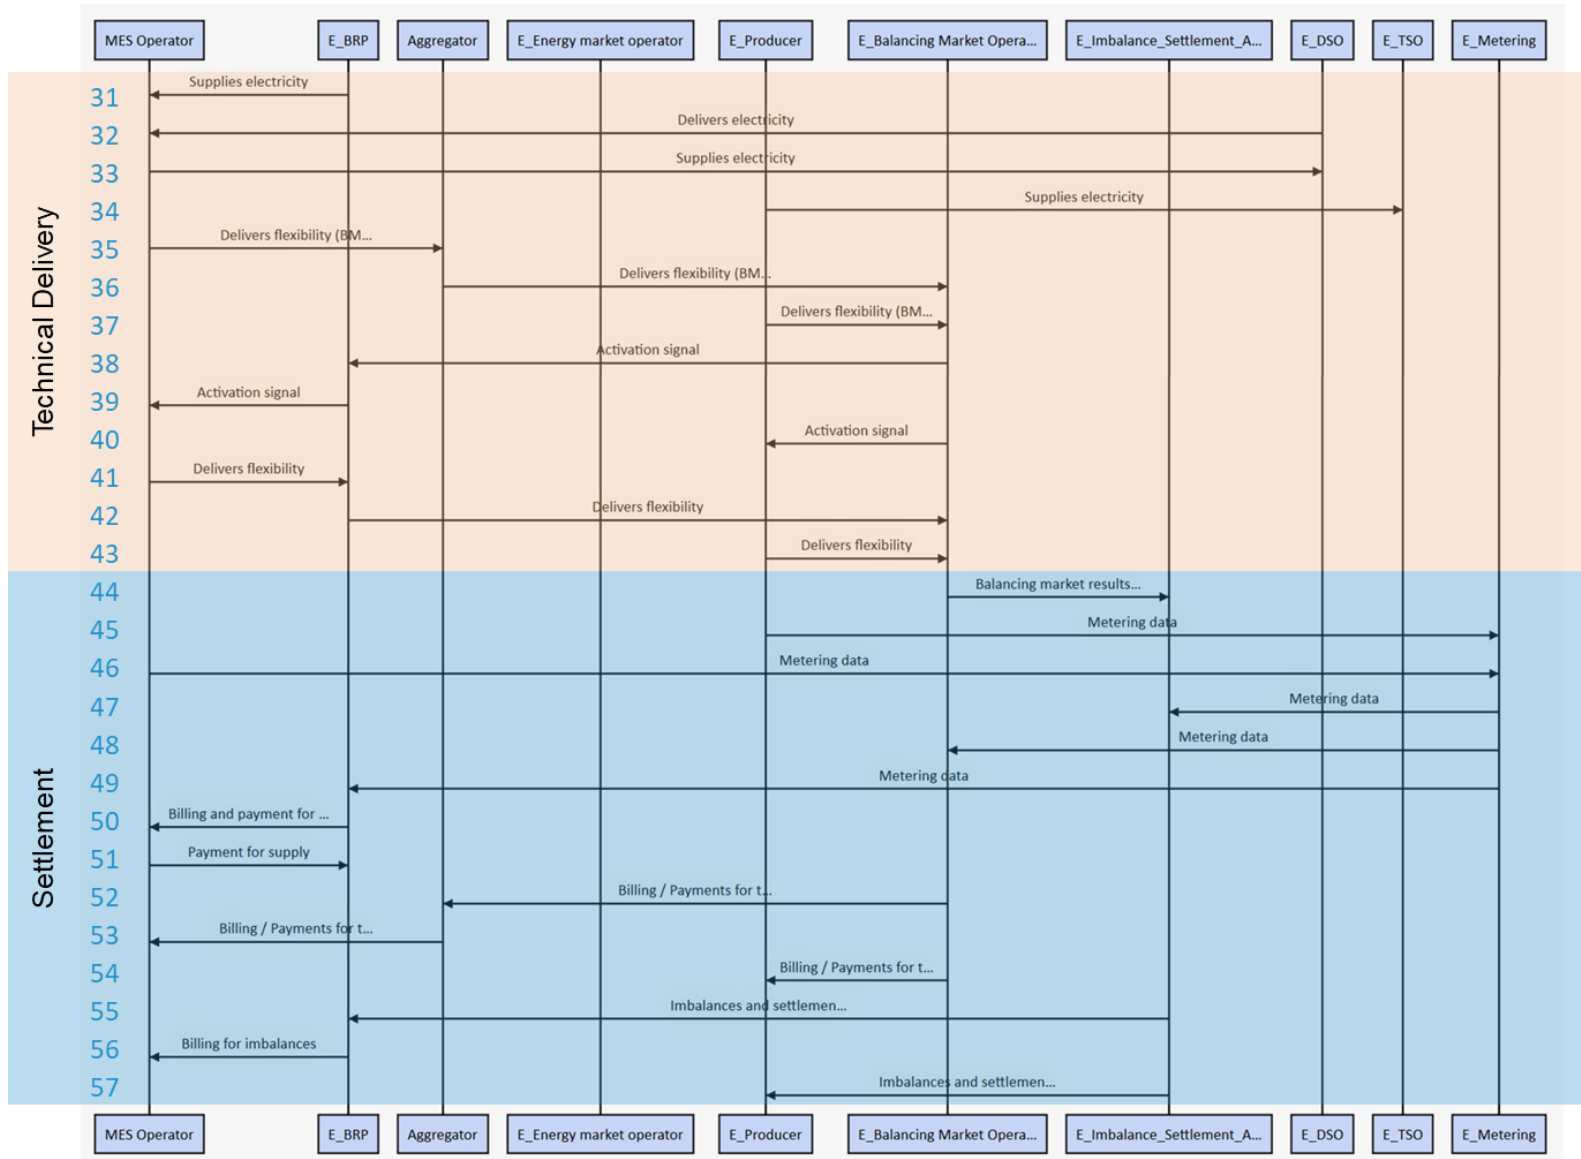 MES Operator
E_BRP
Aggregator
E_Energy market operator
E_Producer
E_Balancing Market Opera...
E_Imbalance_Settlement_A...
E_DSO
E_TSO
E_Metering
Technical Delivery
31
Supplies electricity
32
Delivers electricity
33
Supplies electricity
34
Supplies electricity
35
Delivers flexibility (BM...
36
Delivers flexibility (BM...
37
Delivers flexibility (BM...
38
Activation signal
39
Activation signal
40
Activation signal
41
Delivers flexibility
42
Delivers flexibility
43
Delivers flexibility
Settlement
44
Balancing market results...
45
Metering data
46
Metering data
47
Metering data
48
Metering data
49
Metering data
50
Billing and payment for ...
51
Payment for supply
52
Billing / Payments for t...
53
Billing / Payments for t...
54
Billing / Payments for t...
55
Imbalances and settlemen...
56
Billing for imbalances
57
Imbalances and settlemen...
MES Operator
E_BRP
Aggregator
E_Energy market operator
E_Producer
E_Balancing Market Opera...
E_Imbalance_Settlement_A...
E_DSO
E_TSO
E_Metering